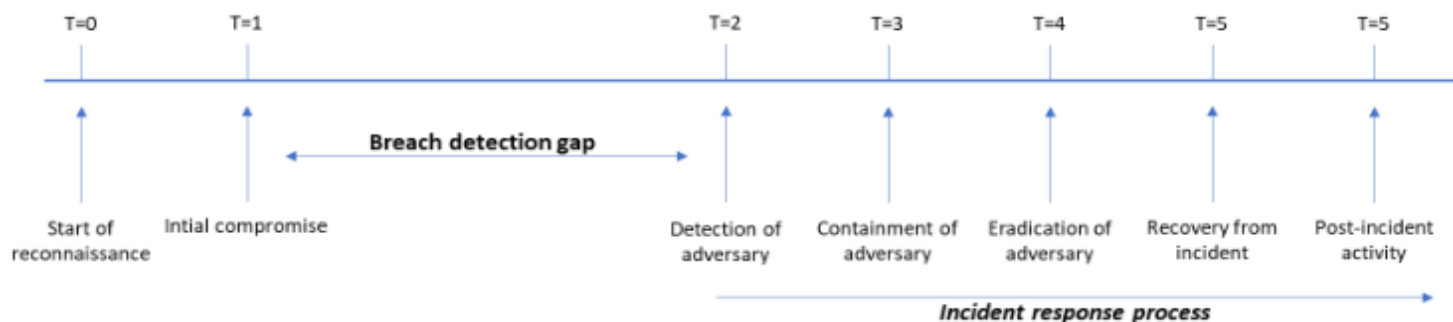 T=0
T=1
T=2
T=3
T=4
T=5
T=5
Breach detection gap
Start of
reconnaissance
Intial compromise
Detection of
adversary
Containment of
adversary
Eradication of
adversary
Recovery from
incident
Post-incident
activity
Incident response process